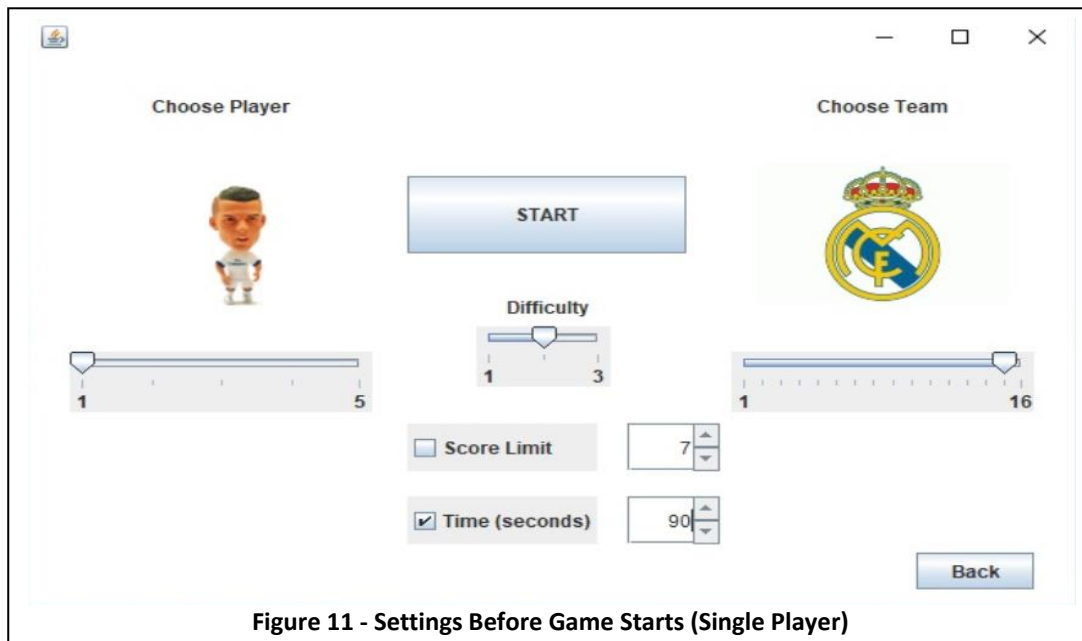 Choose Player
Choose Team
START
Difficulty
1 5
1 3
1 16
Score Limit 7
Time (seconds) 90
Back
Figure 11 - Settings Before Game Starts (Single Player)